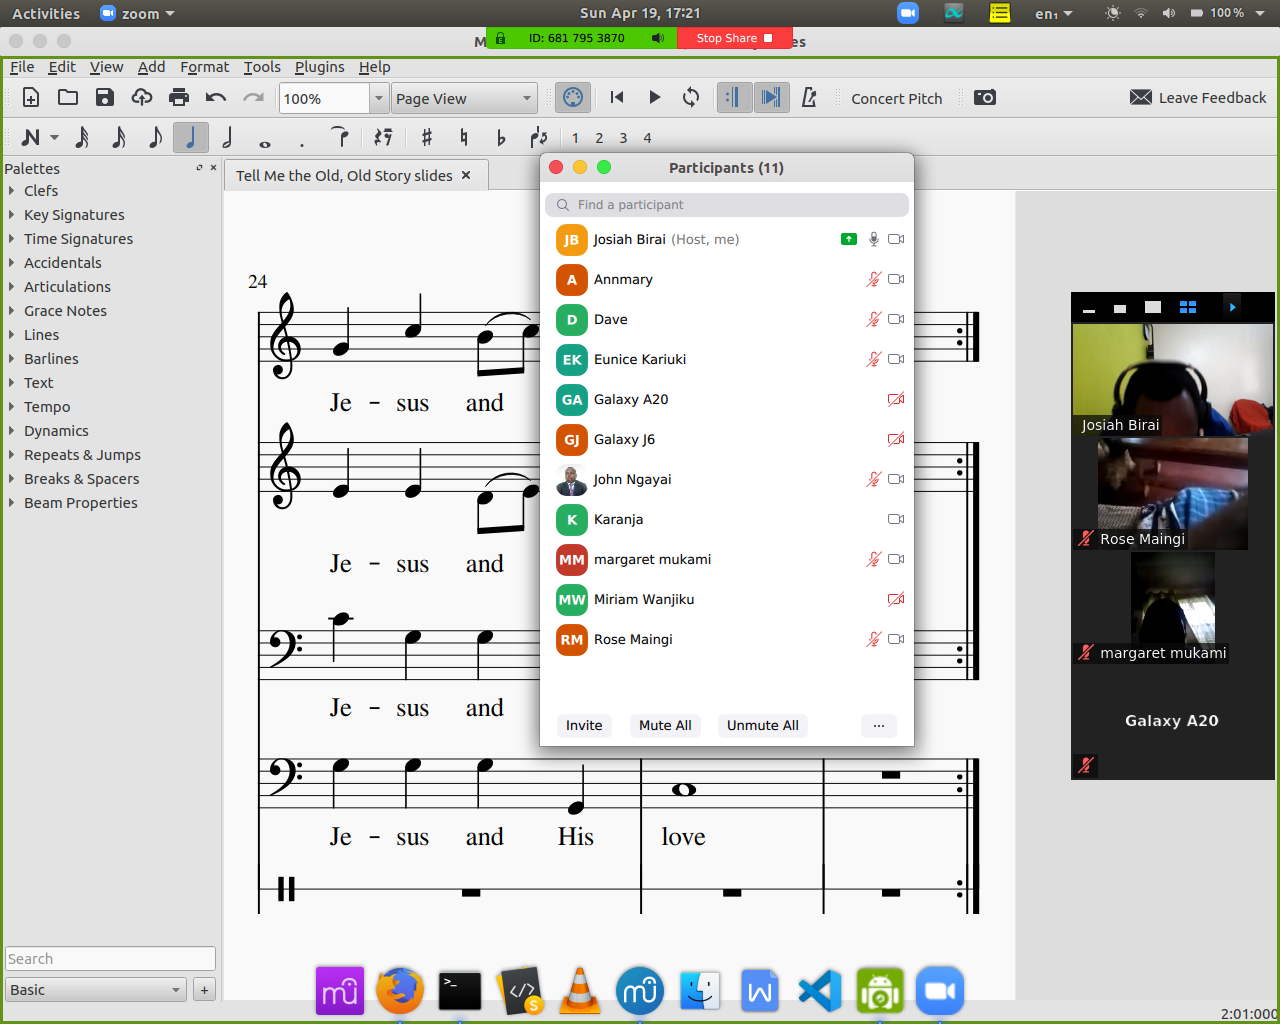 Activities
zoom
Sun Apr 19, 17:21
en₁
100 %
ID: 681 795 3870
Stop Share
M
es
File Edit View Add Format Tools Plugins Help
100%
Page View
Concert Pitch
Leave Feedback
1 2 3 4
Palettes
Clefs
Key Signatures
Time Signatures
Accidentals
Articulations
Grace Notes
Lines
Barlines
Text
Tempo
Dynamics
Repeats & Jumps
Breaks & Spacers
Beam Properties
Search
Basic
+
Tell Me the Old, Old Story slides
24
Je - sus and
Je - sus and
Je - sus and
Je - sus and His love
Participants (11)
Find a participant
JB Josiah Birai (Host, me)
A Annmary
D Dave
EK Eunice Kariuki
GA Galaxy A20
GJ Galaxy J6
John Ngayai
K Karanja
MM margaret mukami
MW Miriam Wanjiku
RM Rose Maingi
Invite Mute All Unmute All ...
Josiah Birai
Rose Maingi
margaret mukami
Galaxy A20
2:01:000